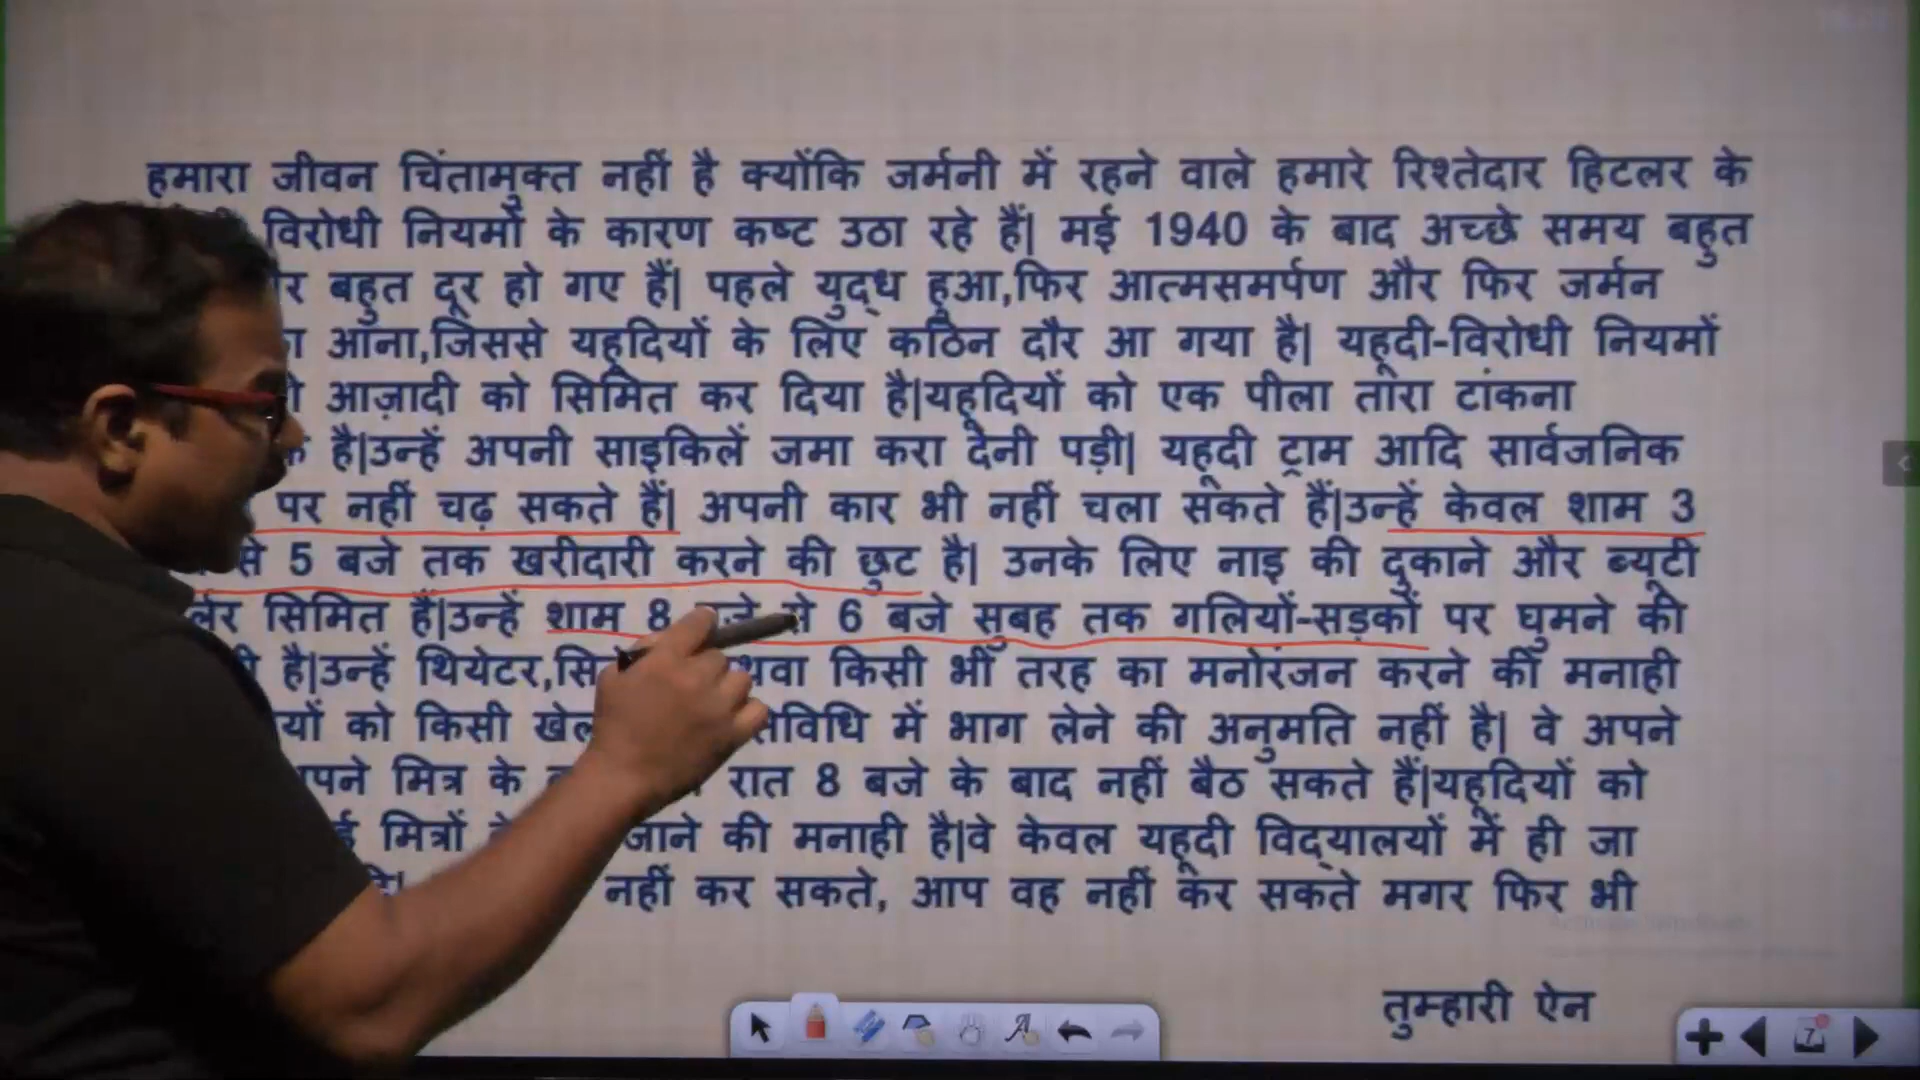 हमारा जीवन चिंतामुक्त नहीं है क्योंकि जर्मनी में रहने वाले हमारे रिश्तेदार हिटलर के
विरोधी नियमों के कारण कष्ट उठा रहे हैं| मई 1940 के बाद अच्छे समय बहुत
बहुत दूर हो गए हैं| पहले युद्ध हुआ,फिर आत्मसमर्पण और फिर जर्मन
आना,जिससे यहूदियों के लिए कठिन दौर आ गया है| यहूदी-विरोधी नियमों
आज़ादी को सिमित कर दिया है|यहूदियों को एक पीला तारा टांकना
है|उन्हें अपनी साइकिलें जमा करा देनी पड़ी| यहूदी ट्राम आदि सार्वजनिक
पर नहीं चढ़ सकते हैं| अपनी कार भी नहीं चला सकते हैं|उन्हें केवल शाम 3
से 5 बजे तक खरीदारी करने की छुट है| उनके लिए नाइ की दुकाने और ब्यूटी
सिमित हैं|उन्हें शाम 8 बजे से 6 बजे सुबह तक गलियों-सड़कों पर घुमने की
है|उन्हें थियेटर, किसी भी तरह का मनोरंजन करने की मनाही
को किसी में भाग लेने की अनुमति नहीं है| वे अपने
मित्र के रात 8 बजे के बाद नहीं बैठ सकते हैं|यहूदियों को
मित्रों जाने की मनाही है|वे केवल यहूदी विद्यालयों में ही जा
नहीं कर सकते, आप वह नहीं कर सकते मगर फिर भी
तुम्हारी ऐन
7